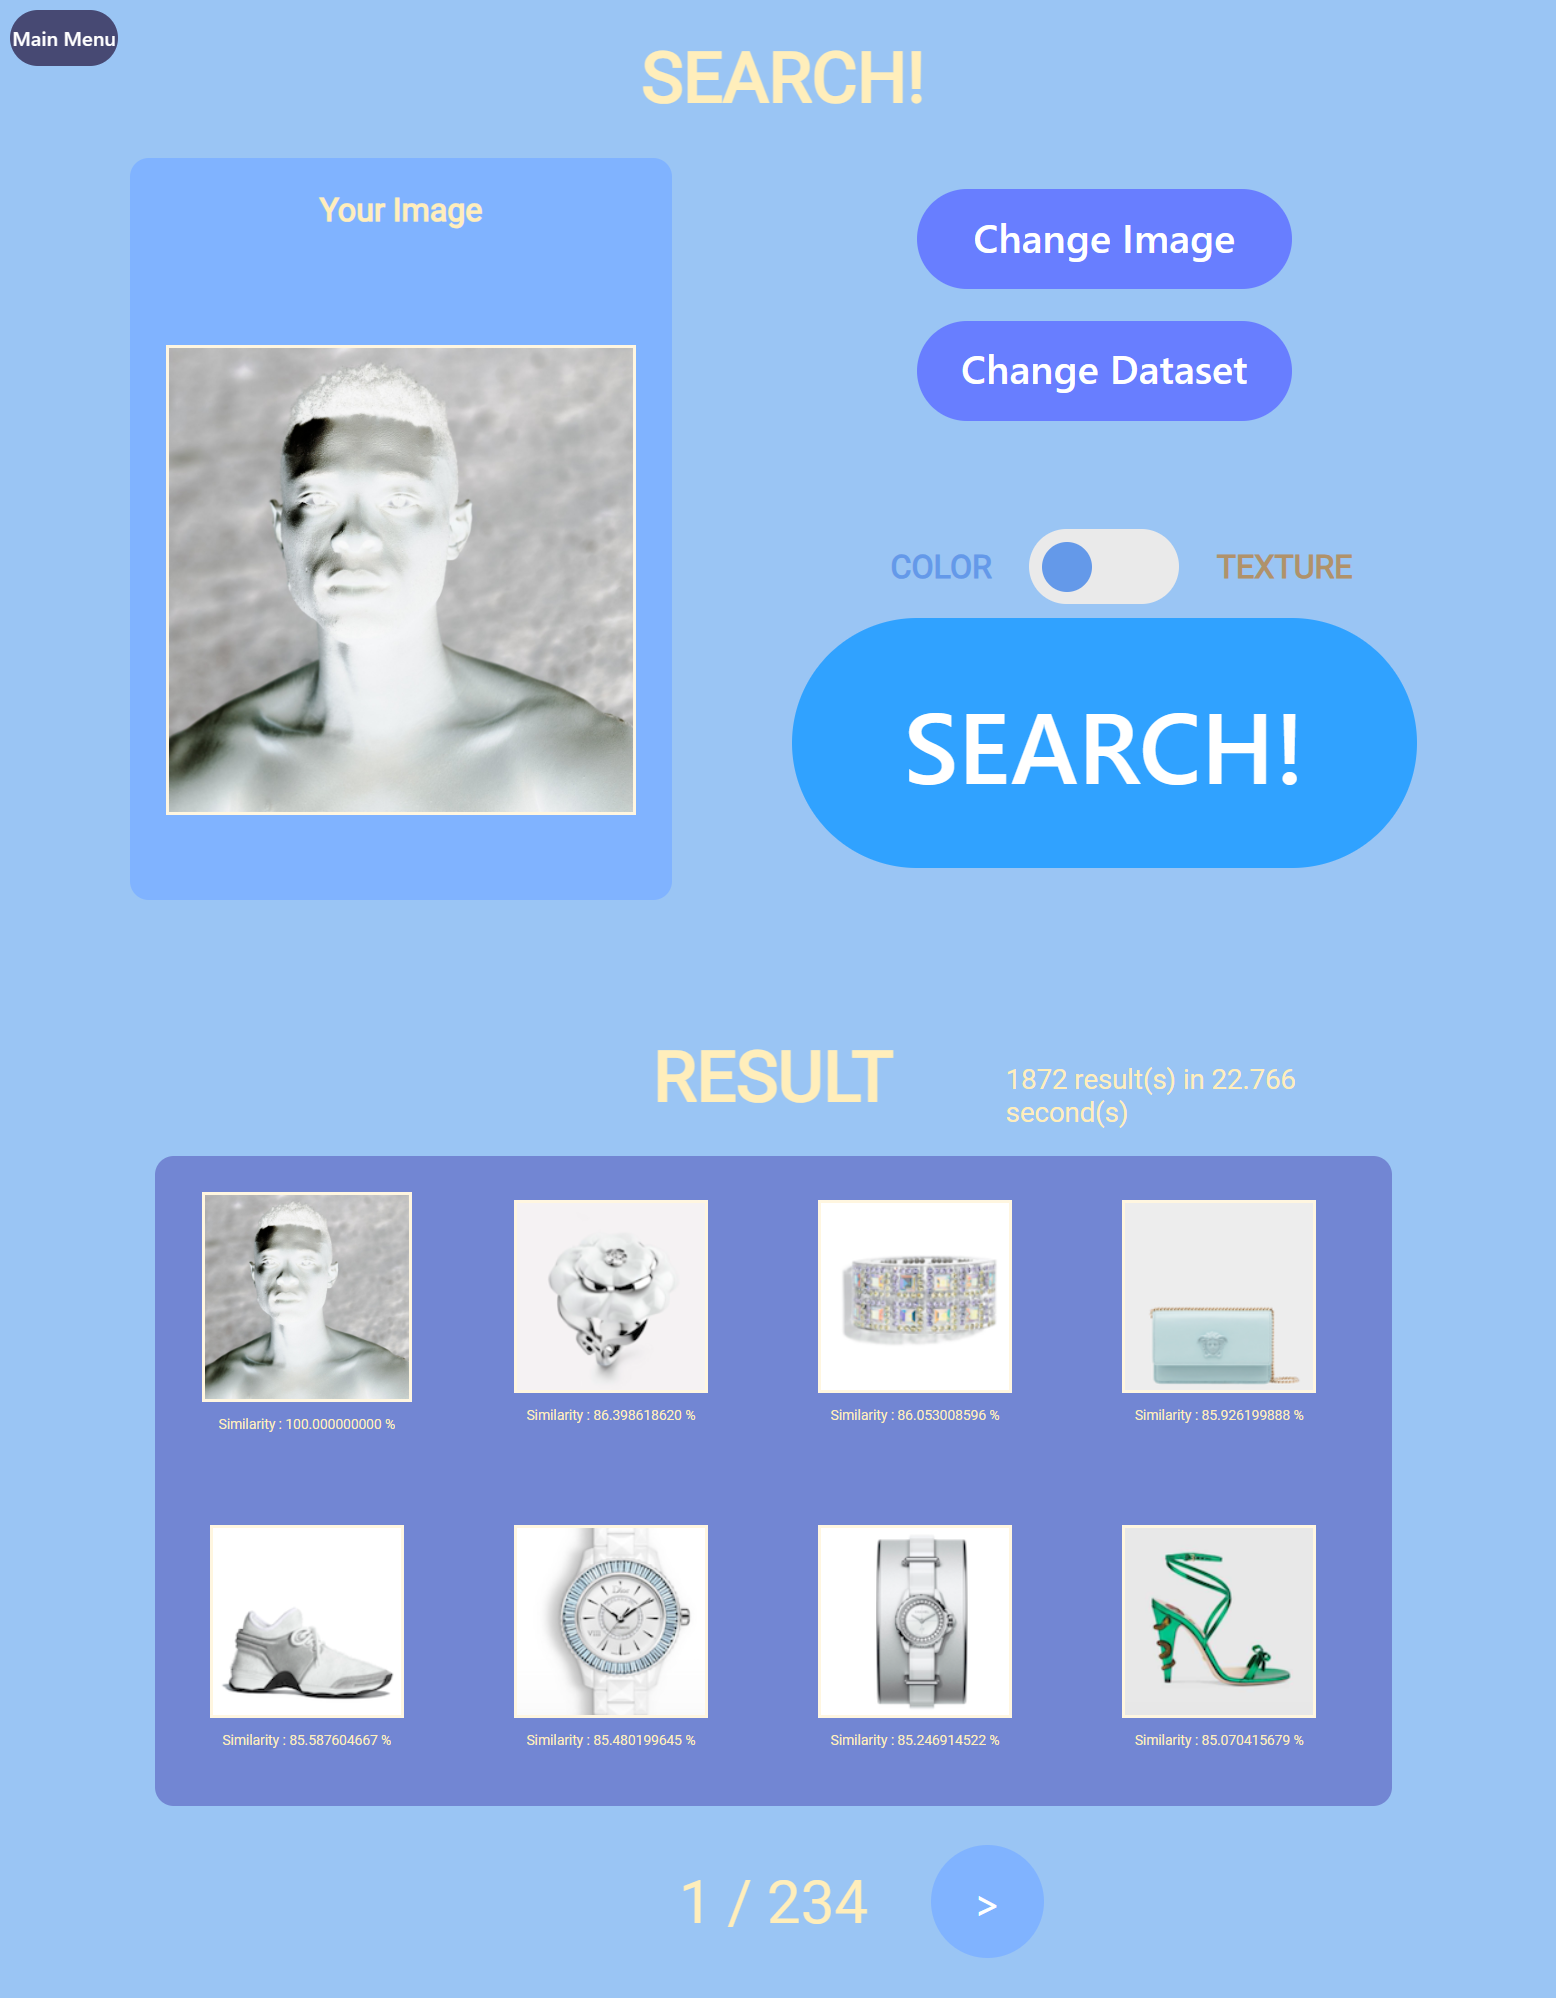 Main Menu
SEARCH!
Your Image
Change Image
Change Dataset
COLOR
TEXTURE
SEARCH!
RESULT
1872 result(s) in 22.766
second(s)
Similarity : 100.000000000 %
Similarity : 86.398618620 %
Similarity : 86.053008596 %
Similarity : 85.926199888 %
Similarity : 85.587604667 %
Similarity : 85.480199645 %
Similarity : 85.246914522 %
Similarity : 85.070415679 %
1 / 234
>